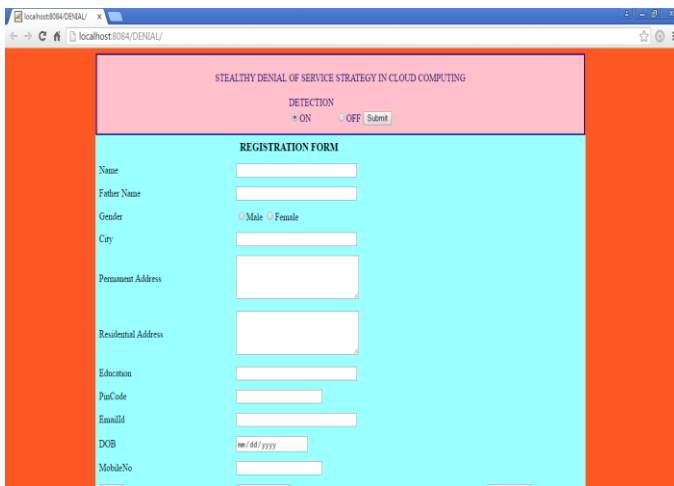 localhost:8084/DENIAL/ x
localhost:8084/DENIAL/
STEALTHY DENIAL OF SERVICE STRATEGY IN CLOUD COMPUTING
DETECTION
ON OFF Submit
REGISTRATION FORM
Name
Father Name
Gender Male Female
City
Permanent Address
Residential Address
Education
PinCode
EmailId
DOB mm/dd/yyyy
MobileNo